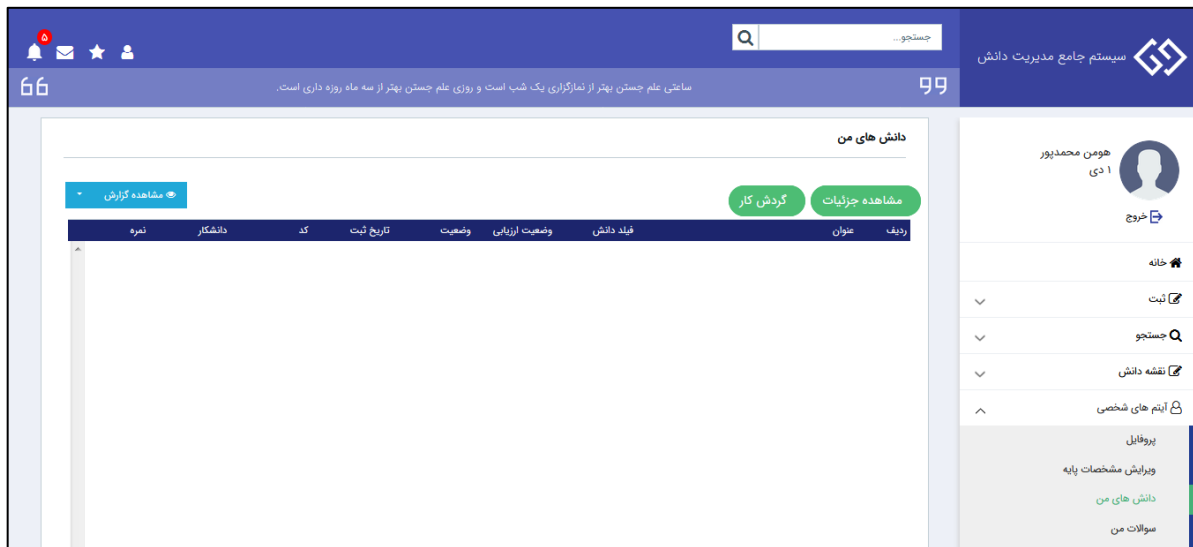 سیستم جامع مدیریت دانش
جستجو...
۵
ساعتی علم جستن بهتر از نمازگزاری یک شب است و روزی علم جستن بهتر از سه ماه روزه داری است.
هومن محمدپور
۱ دی
خروج
خانه
ثبت
جستجو
نقشه دانش
آیتم های شخصی
پروفایل
ویرایش مشخصات پایه
دانش های من
سوالات من
دانش های من
مشاهده جزئیات گردش کار مشاهده گزارش
ردیف عنوان فیلد دانش وضعیت ارزیابی وضعیت تاریخ ثبت کد دانشکار نمره